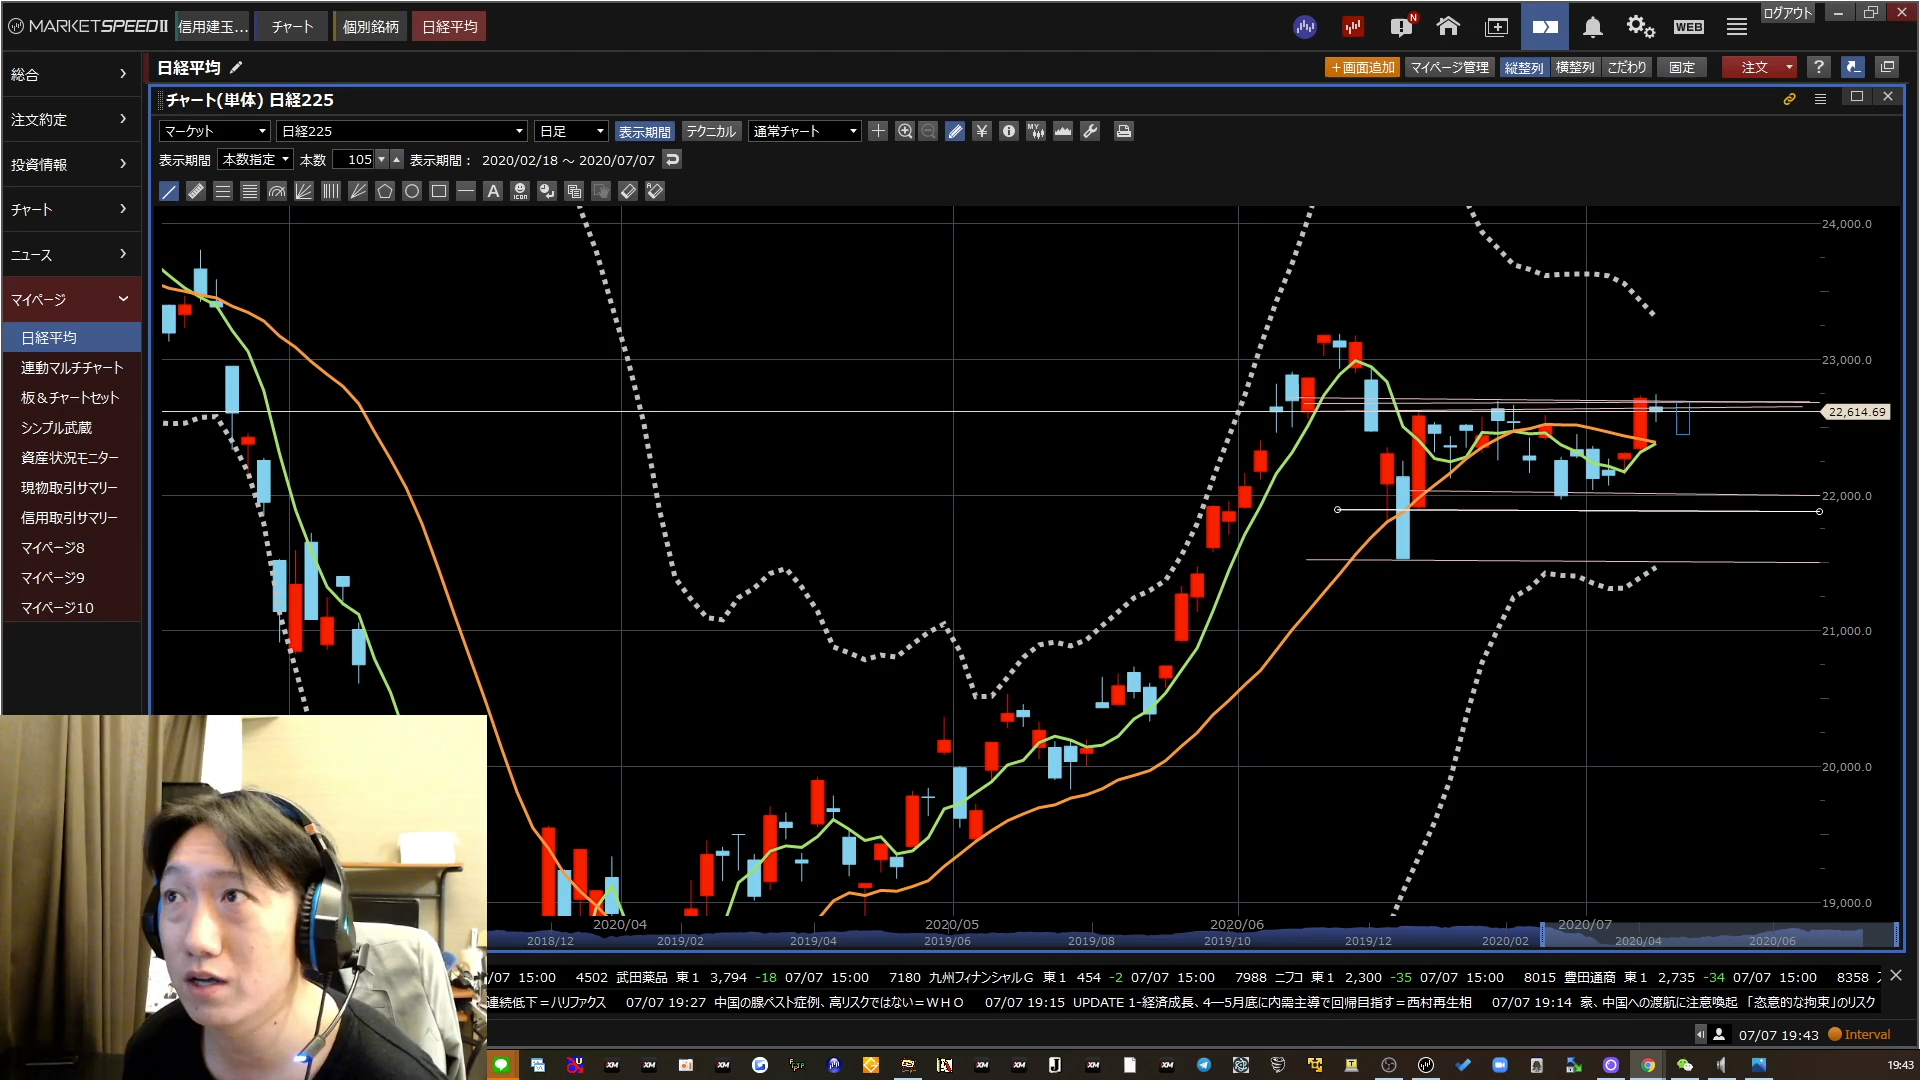 MARKETSPEED II 信用建玉... チャート 個別銘柄 日経平均
N WEB ログアウト
総合
注文約定
投資情報
チャート
ニュース
マイページ
日経平均
連動マルチチャート
板＆チャートセット
シンプル武蔵
資産状況モニター
現物取引サマリー
信用取引サマリー
マイページ8
マイページ9
マイページ10
日経平均
＋画面追加 マイページ管理 縦整列 横整列 こだわり 固定 注文 ?
チャート(単体) 日経225
マーケット 日経225 日足 表示期間 テクニカル 通常チャート ¥ MY
表示期間 本数指定 本数 105 表示期間： 2020/02/18 ～ 2020/07/07
A ICON
24,000.0
23,000.0
22,614.69
22,000.0
21,000.0
20,000.0
19,000.0
2020/04 2020/05 2020/06 2020/07
2018/12 2019/02 2019/04 2019/06 2019/08 2019/10 2019/12 2020/02 2020/04 2020/06
/07 15:00 4502 武田薬品 東1 3,794 -18 07/07 15:00 7180 九州フィナンシャルG 東1 454 -2 07/07 15:00 7988 ニフコ 東1 2,300 -35 07/07 15:00 8015 豊田通商 東1 2,735 -34 07/07 15:00 8358
連続低下＝ハリファクス 07/07 19:27 中国の腺ペスト症例、高リスクではない＝ＷＨＯ 07/07 19:15 UPDATE 1-経済成長、4―5月底に内需主導で回帰目指す＝西村再生相 07/07 19:14 豪、中国への渡航に注意喚起 「恣意的な拘束」のリスク
07/07 19:43 Interval
19:43